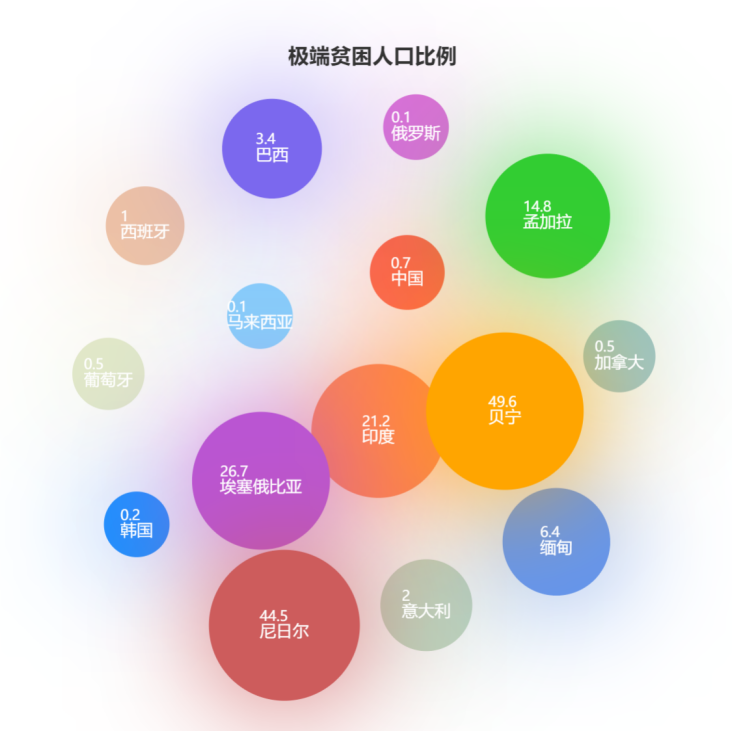 极端贫困人口比例
0.1
俄罗斯
3.4
巴西
14.8
孟加拉
1
西班牙
0.7
中国
0.1
马来西亚
0.5
加拿大
0.5
葡萄牙
49.6
贝宁
21.2
印度
26.7
埃塞俄比亚
0.2
韩国
6.4
缅甸
2
意大利
44.5
尼日尔